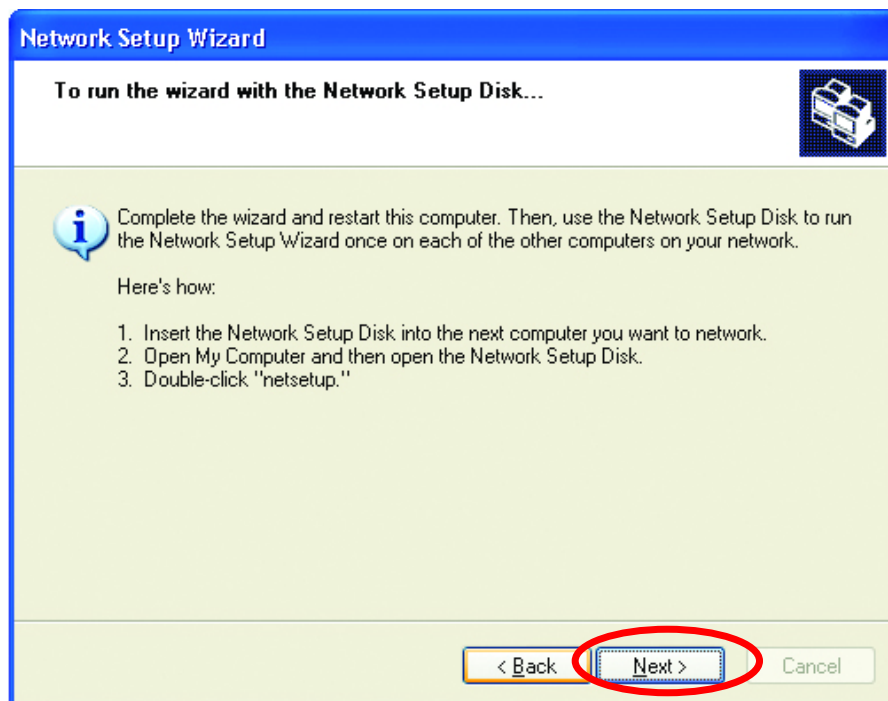 Network Setup Wizard
To run the wizard with the Network Setup Disk...
Complete the wizard and restart this computer. Then, use the Network Setup Disk to run
the Network Setup Wizard once on each of the other computers on your network.
Here's how:
1. Insert the Network Setup Disk into the next computer you want to network.
2. Open My Computer and then open the Network Setup Disk.
3. Double-click "netsetup."
< Back
Next >
Cancel